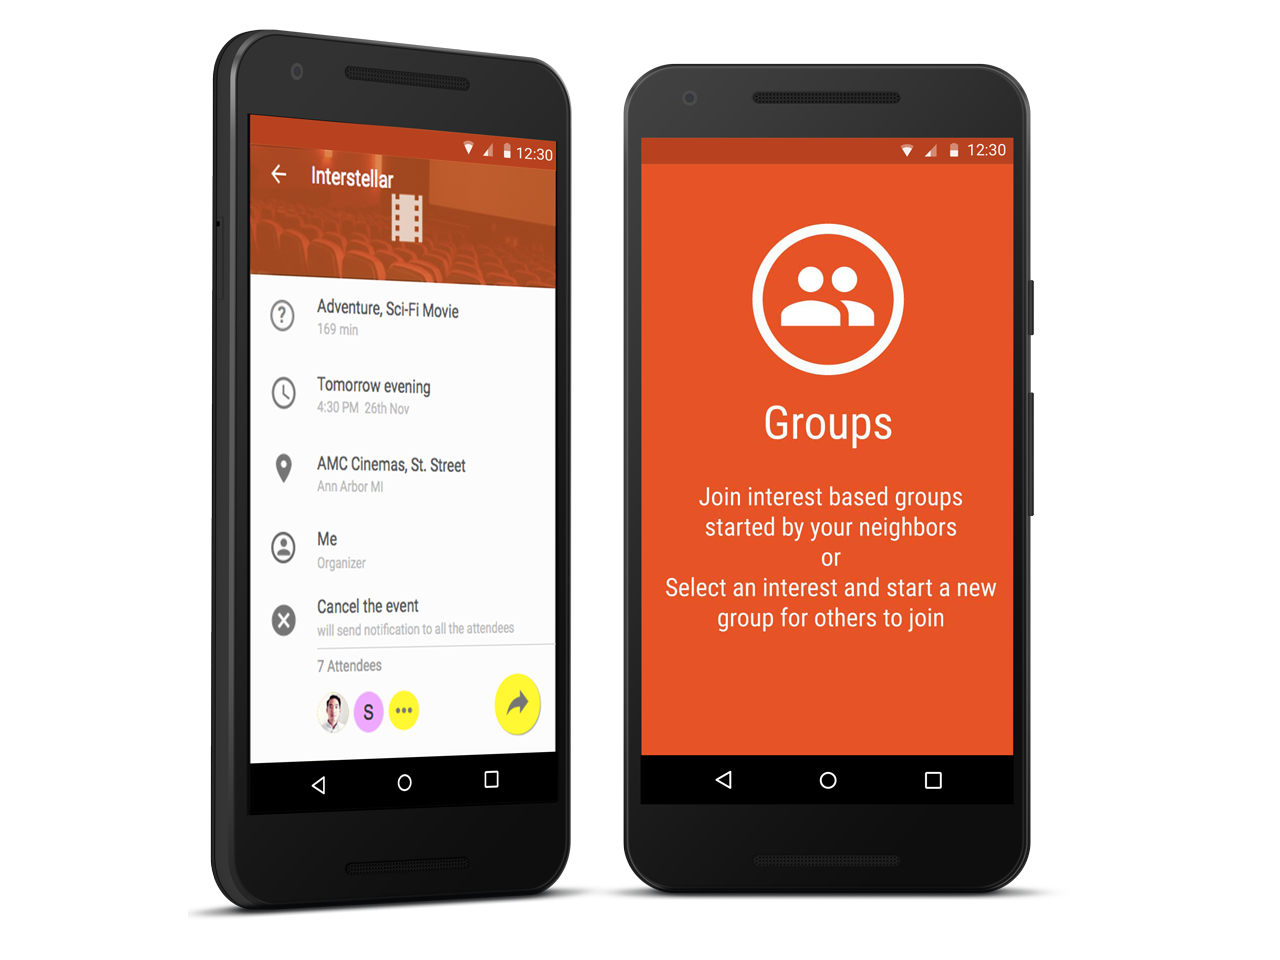 12:30
Interstellar
?
Adventure, Sci-Fi Movie
169 min
Tomorrow evening
4:30 PM 26th Nov
AMC Cinemas, St. Street
Ann Arbor MI
Me
Organizer
Cancel the event
will send notification to all the attendees
7 Attendees
S
12:30
Groups
Join interest based groups
started by your neighbors
or
Select an interest and start a new
group for others to join